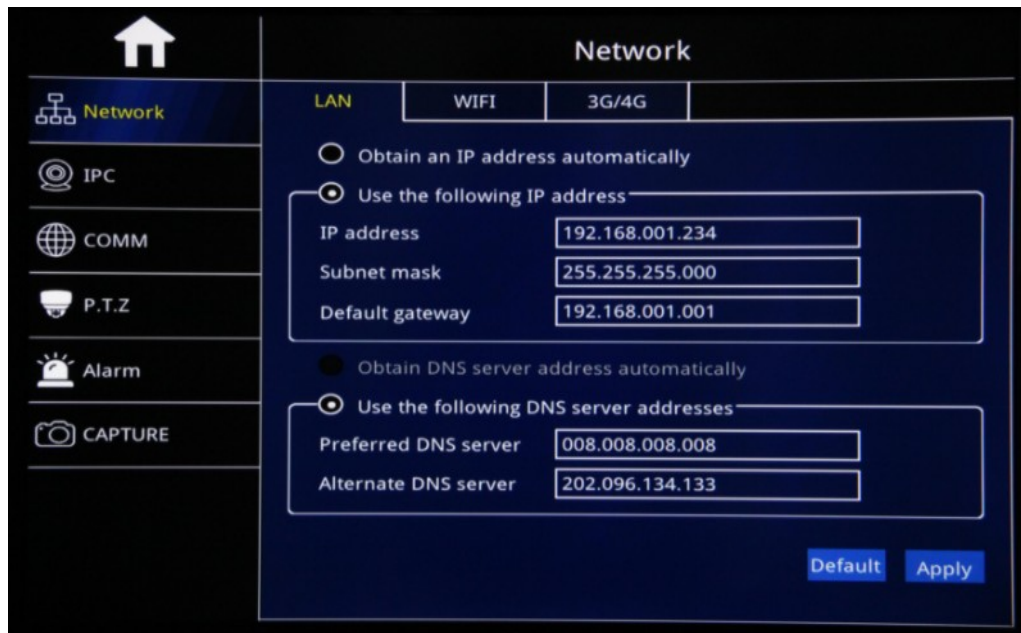 Network
Network
IPC
COMM
P.T.Z
Alarm
CAPTURE
LAN WIFI 3G/4G
Obtain an IP address automatically
Use the following IP address
IP address 192.168.001.234
Subnet mask 255.255.255.000
Default gateway 192.168.001.001
Obtain DNS server address automatically
Use the following DNS server addresses
Preferred DNS server 008.008.008.008
Alternate DNS server 202.096.134.133
Default Apply